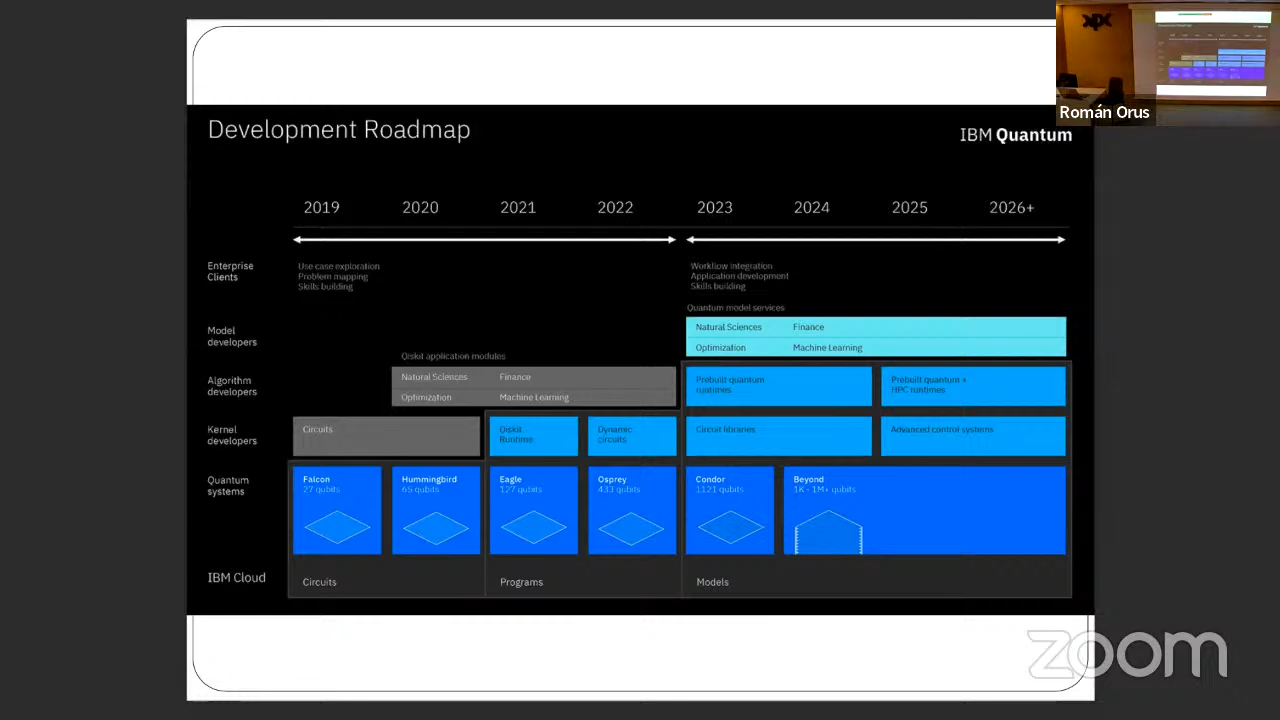 Román Orus
Development Roadmap
IBM Quantum
2019
2020
2021
2022
2023
2024
2025
2026+
Enterprise
Clients
Use case exploration
Problem mapping
Skills building
Workflow integration
Application development
Skills building
Model
developers
Quantum model services
Natural Sciences
Finance
Optimization
Machine Learning
Algorithm
developers
Qiskit application modules
Natural Sciences
Finance
Optimization
Machine Learning
Prebuilt quantum
runtimes
Prebuilt quantum +
HPC runtimes
Kernel
developers
Circuits
Qiskit
Runtime
Dynamic
circuits
Circuit libraries
Advanced control systems
Quantum
systems
Falcon
27 qubits
Hummingbird
65 qubits
Eagle
127 qubits
Osprey
433 qubits
Condor
1121 qubits
Beyond
1K - 1M+ qubits
IBM Cloud
Circuits
Programs
Models
zoom